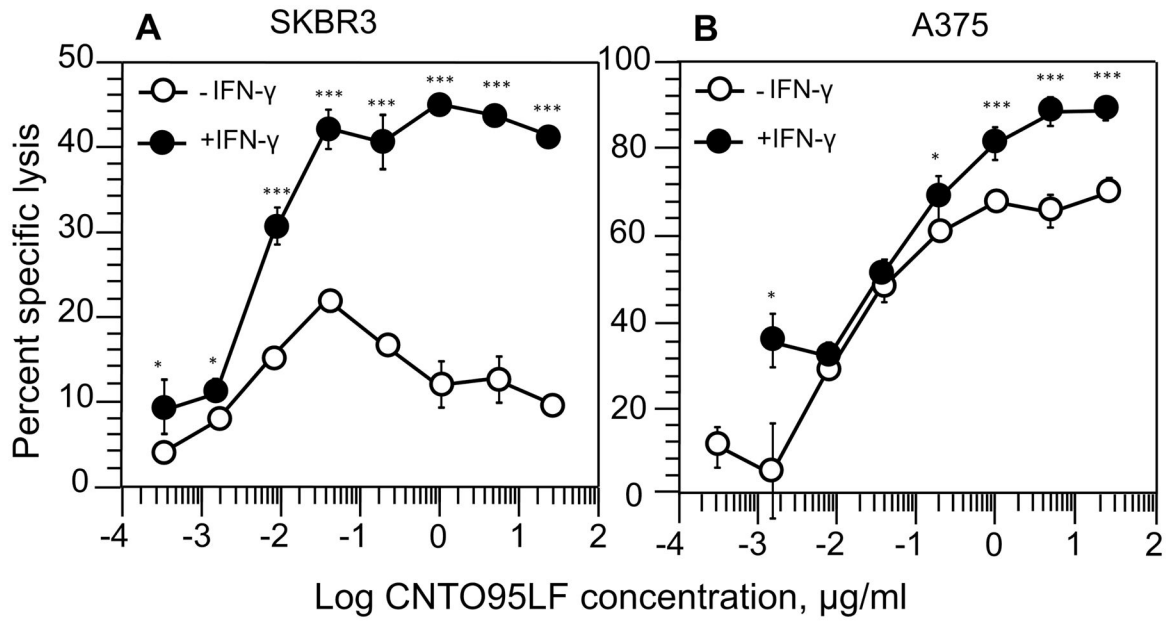 A SKBR3
B A375
- IFN-γ
+IFN-γ
- IFN-γ
+IFN-γ
Percent specific lysis
50
40
30
20
10
0
100
80
60
40
20
0
* * *** *** *** *** *** ***
* * *** *** ***
-4 -3 -2 -1 0 1 2
-4 -3 -2 -1 0 1 2
Log CNTO95LF concentration, µg/ml